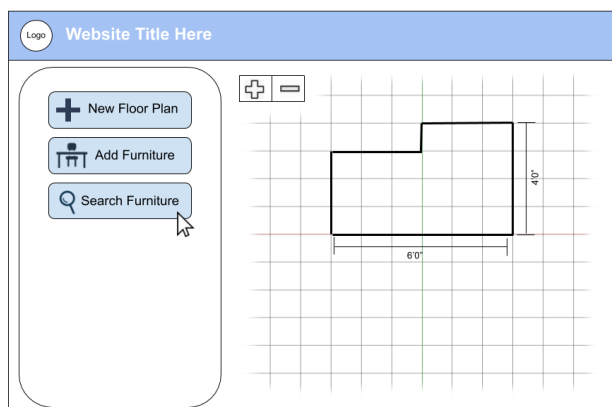 Logo
Website Title Here
New Floor Plan
Add Furniture
Search Furniture
4'0"
6'0"